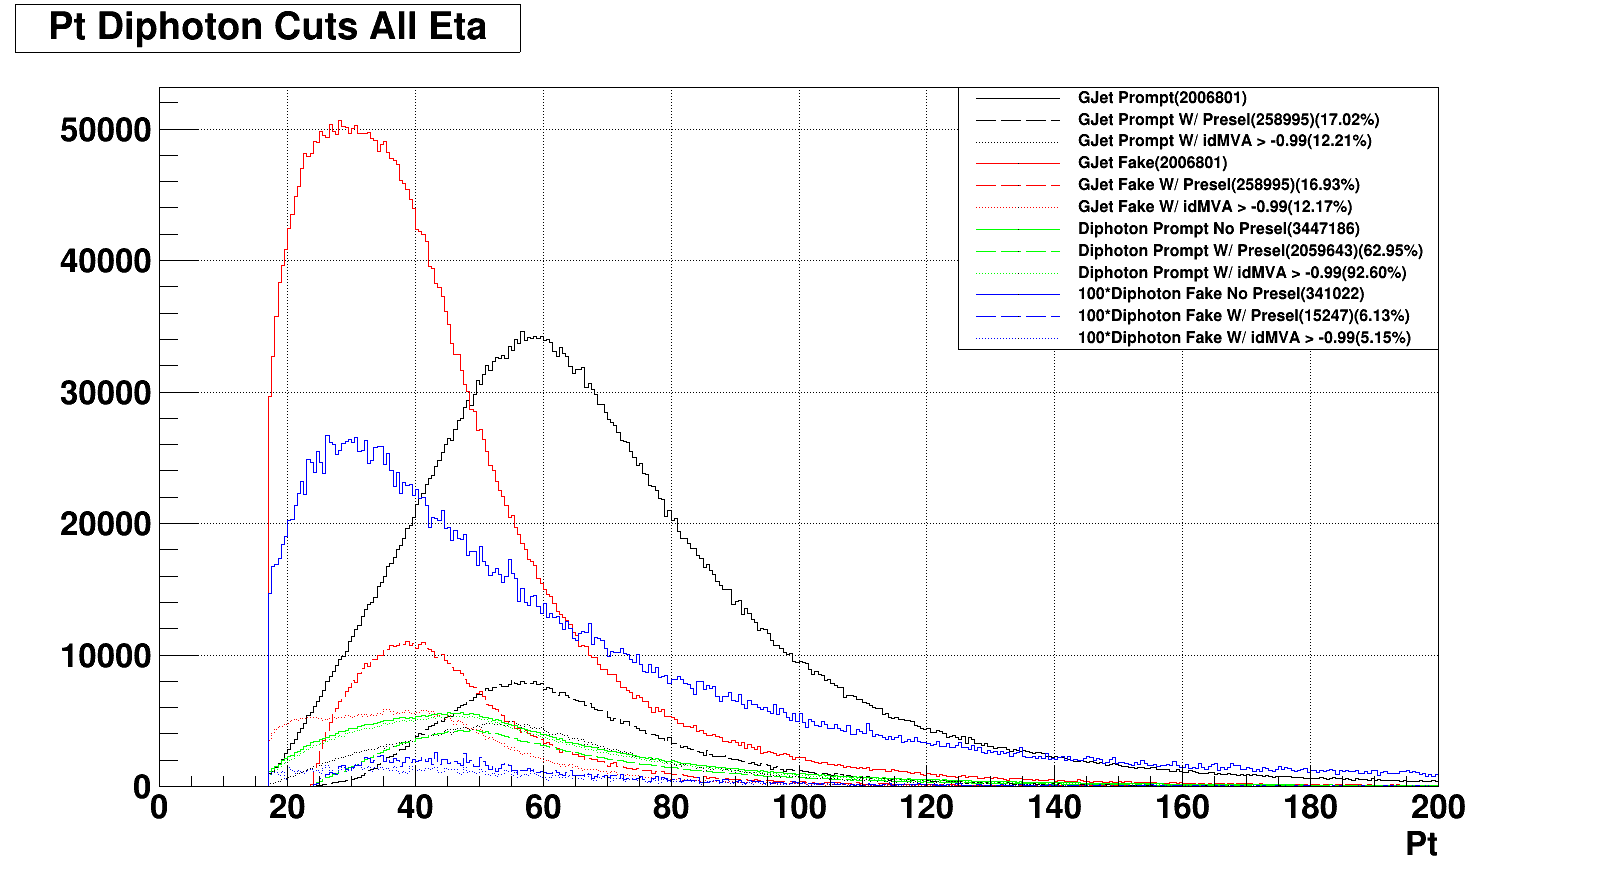 Pt Diphoton Cuts All Eta
GJet Prompt(2006801)
GJet Prompt W/ Presel(258995)(17.02%)
GJet Prompt W/ idMVA > -0.99(12.21%)
GJet Fake(2006801)
GJet Fake W/ Presel(258995)(16.93%)
GJet Fake W/ idMVA > -0.99(12.17%)
Diphoton Prompt No Presel(3447186)
Diphoton Prompt W/ Presel(2059643)(62.95%)
Diphoton Prompt W/ idMVA > -0.99(92.60%)
100*Diphoton Fake No Presel(341022)
100*Diphoton Fake W/ Presel(15247)(6.13%)
100*Diphoton Fake W/ idMVA > -0.99(5.15%)
50000
40000
30000
20000
10000
0
0 20 40 60 80 100 120 140 160 180 200
Pt